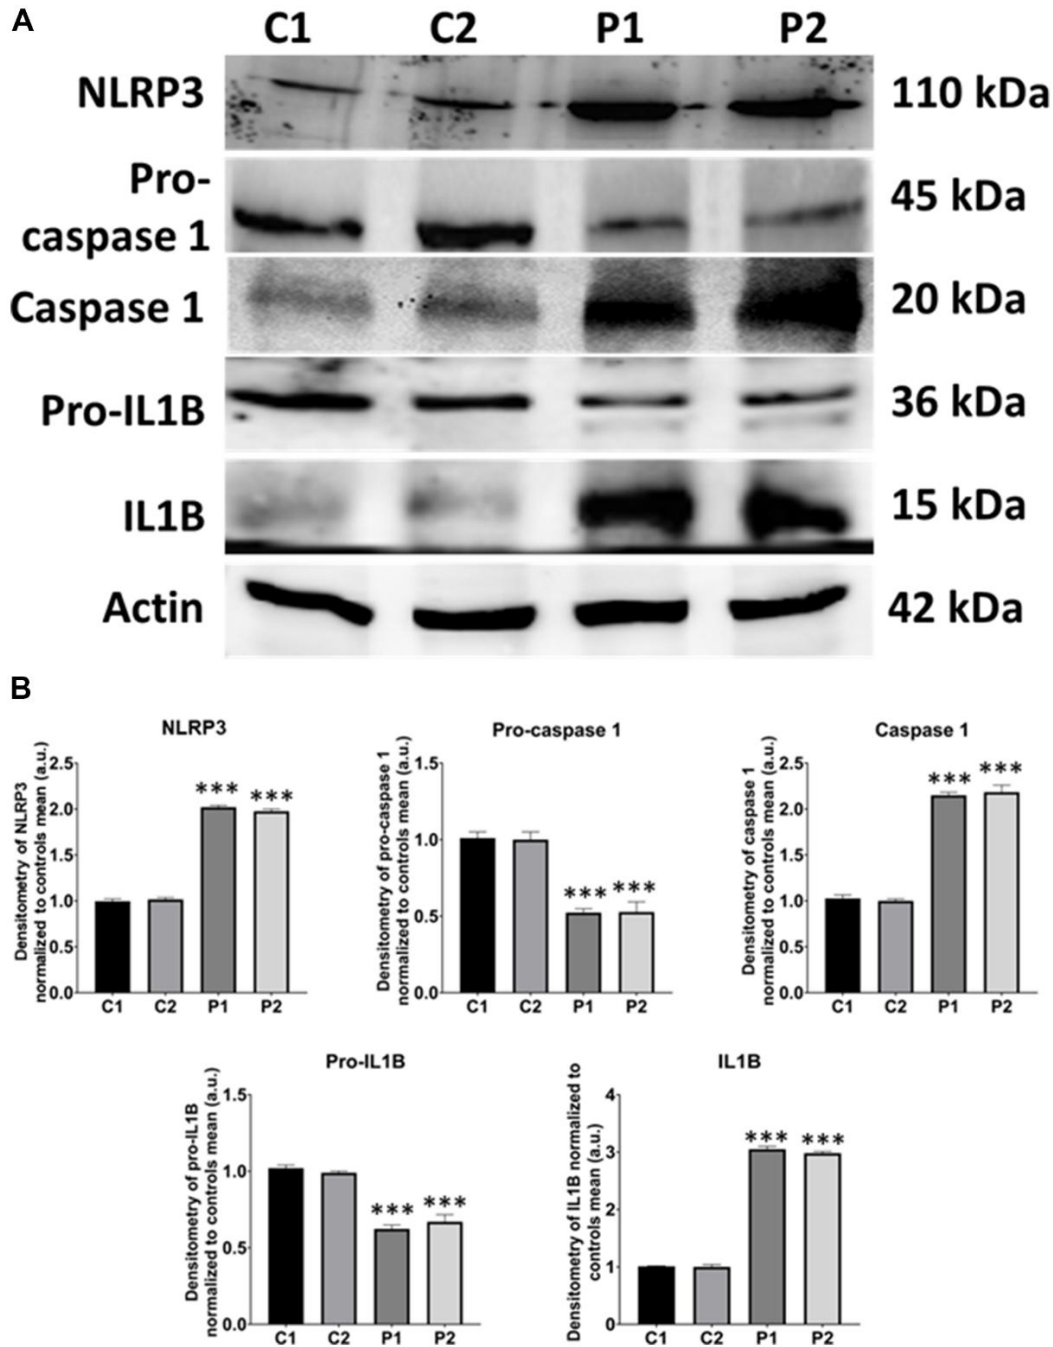 A
C1 C2 P1 P2
NLRP3 110 kDa
Pro-
caspase 1 45 kDa
Caspase 1 20 kDa
Pro-IL1B 36 kDa
IL1B 15 kDa
Actin 42 kDa
B
NLRP3
Densitometry of NLRP3
normalized to controls mean (a.u.)
2.5
2.0
1.5
1.0
0.5
0.0
*** ***
C1 C2 P1 P2
Pro-caspase 1
Densitometry of pro-caspase 1
normalized to controls mean (a.u.)
1.5
1.0
0.5
0.0
*** ***
C1 C2 P1 P2
Caspase 1
Densitometry of caspase 1
normalized to controls mean (a.u.)
2.5
2.0
1.5
1.0
0.5
0.0
*** ***
C1 C2 P1 P2
Pro-IL1B
Densitometry of pro-IL1B
normalized to controls mean (a.u.)
1.5
1.0
0.5
0.0
*** ***
C1 C2 P1 P2
IL1B
Densitometry of IL1B normalized to
controls mean (a.u.)
4
3
2
1
0
*** ***
C1 C2 P1 P2